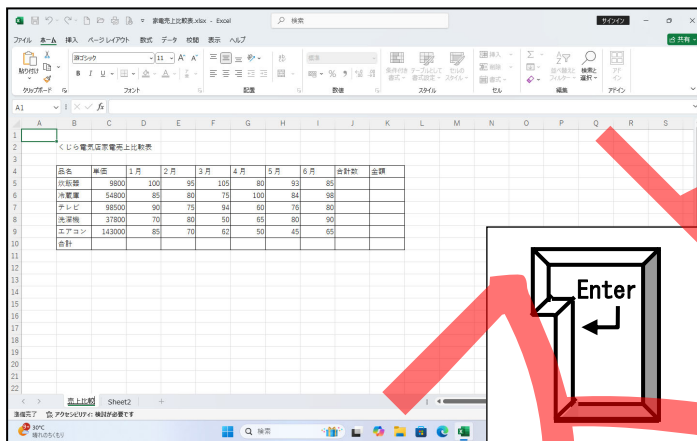 家電売上比較表.xlsx - Excel
検索
サインイン
ファイル ホーム 挿入 ページ レイアウト 数式 データ 校閲 表示 ヘルプ
共有
貼り付け
游ゴシック 11 A A
B I U A
標準
% 9
条件付き書式 テーブルとして書式設定 セルのスタイル
挿入
削除
書式
Σ
並べ替えとフィルター
検索と選択
アドイン
クリップボード フォント 配置 数値 スタイル セル 編集 アドイン
A1 fx
A B C D E F G H I J K L M N O P Q R S
1
2 くじら電気店家電売上比較表
3
4 品名 単価 1月 2月 3月 4月 5月 6月 合計数 金額
5 炊飯器 9800 100 95 105 80 93 85
6 冷蔵庫 54800 85 80 75 100 84 98
7 テレビ 98500 90 75 94 60 76 80
8 洗濯機 37800 70 80 50 65 80 90
9 エアコン 143000 85 70 62 50 45 65
10 合計
11
12
13
14
15
16
17
18
19
20
21
22
Enter
売上比較 Sheet2 +
準備完了 アクセシビリティ: 検討が必要です
30°C
晴れのちくもり
検索